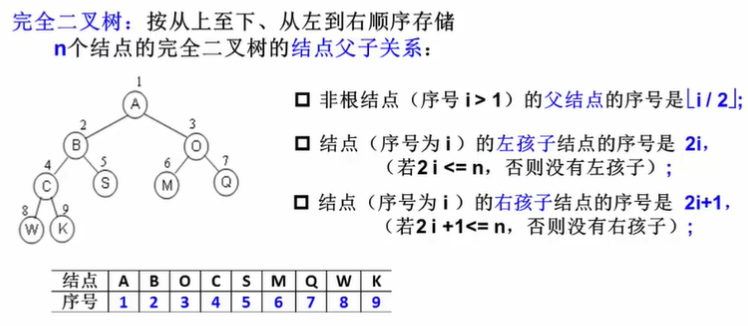 完全二叉树：按从上至下、从左到右顺序存储
n个结点的完全二叉树的结点父子关系：
1
A
2
3
B
O
4
5
6
7
C
S
M
Q
8
9
W
K
非根结点（序号 i > 1）的父结点的序号是⌊i / 2⌋;
结点（序号为 i ）的左孩子结点的序号是 2i，
（若2 i <= n，否则没有左孩子）;
结点（序号为 i ）的右孩子结点的序号是 2i+1，
（若2 i +1<= n，否则没有右孩子）;
结点 A B O C S M Q W K
序号 1 2 3 4 5 6 7 8 9